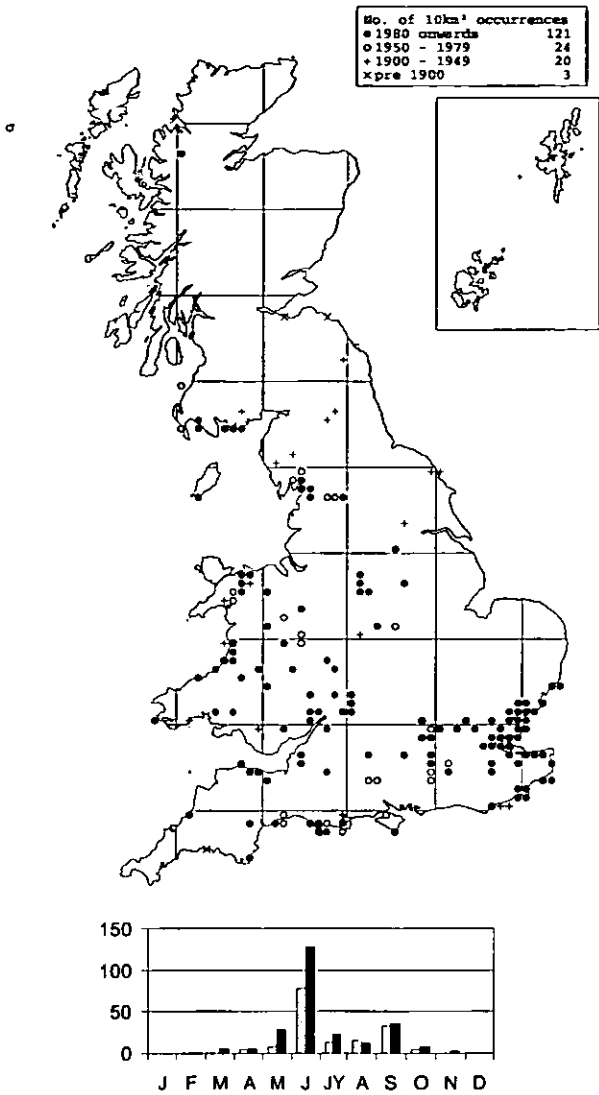 No. of 10km² occurrences
● 1980 onwards 121
○ 1950 - 1979 24
+ 1900 - 1949 20
× pre 1900 3
150
100
50
0
J F M A M J JY A S O N D